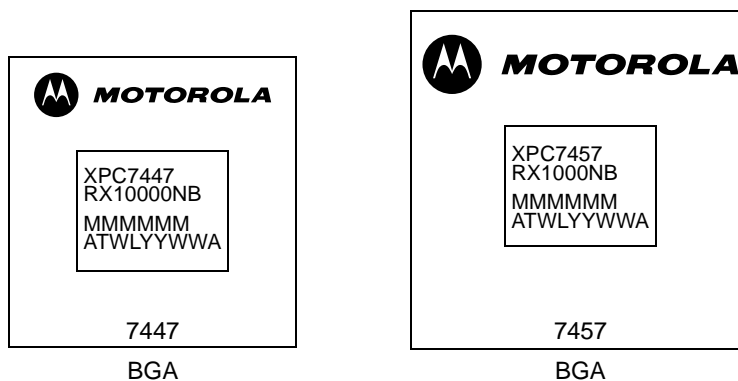 MOTOROLA
XPC7447
RX10000NB
MMMMMM
ATWLYYWWA
7447
BGA
MOTOROLA
XPC7457
RX1000NB
MMMMMM
ATWLYYWWA
7457
BGA